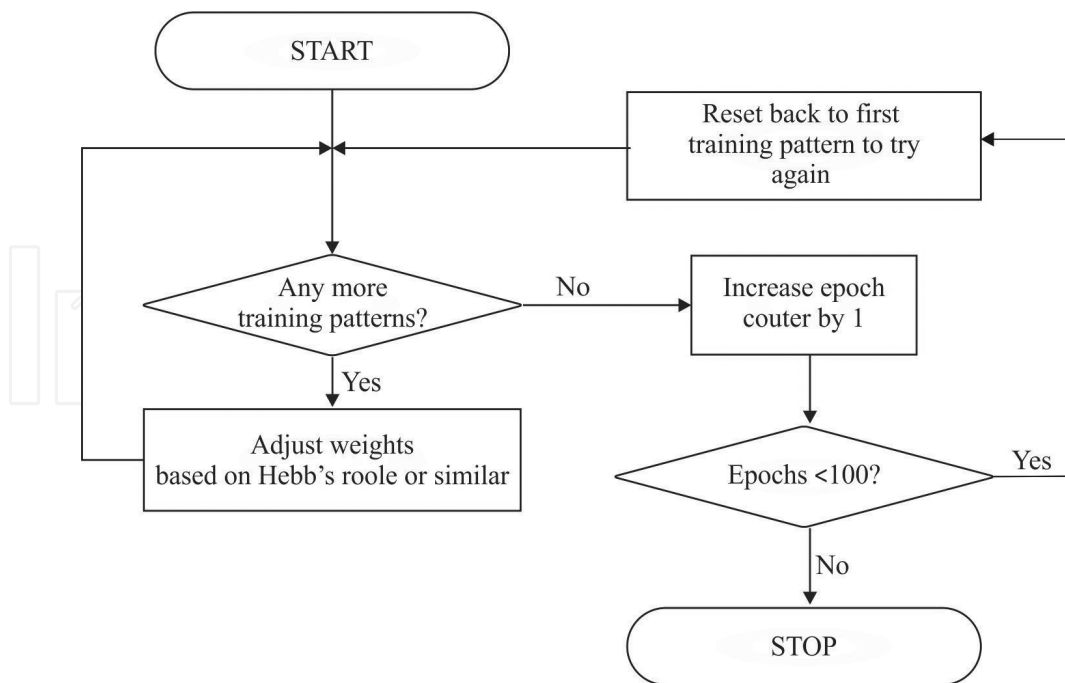 START
Reset back to first
training pattern to try
again
Any more
training patterns?
No
Increase epoch
couter by 1
Yes
Adjust weights
based on Hebb's roole or similar
Epochs <100?
Yes
No
STOP